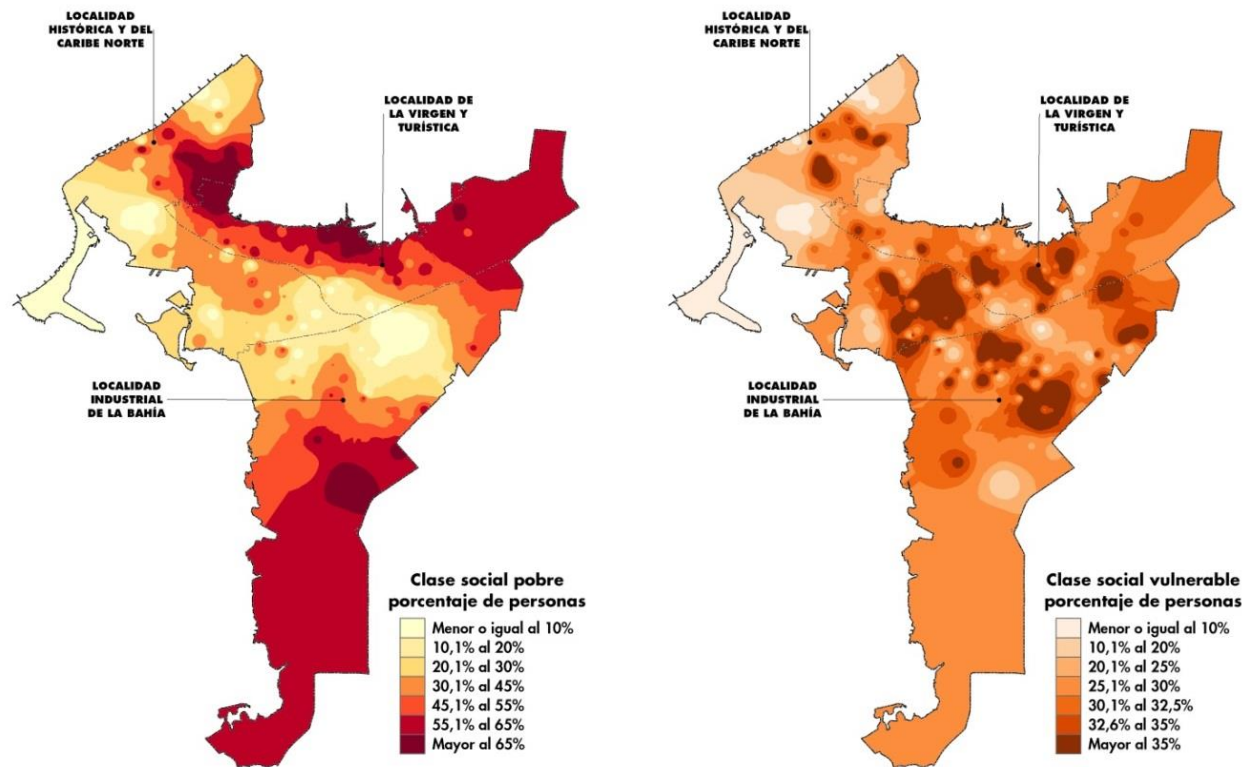 LOCALIDAD
HISTÓRICA Y DEL
CARIBE NORTE
LOCALIDAD DE
LA VIRGEN Y
TURÍSTICA
LOCALIDAD
INDUSTRIAL
DE LA BAHÍA
Clase social pobre
porcentaje de personas
Menor o igual al 10%
10,1% al 20%
20,1% al 30%
30,1% al 45%
45,1% al 55%
55,1% al 65%
Mayor al 65%
LOCALIDAD
HISTÓRICA Y DEL
CARIBE NORTE
LOCALIDAD DE
LA VIRGEN Y
TURÍSTICA
LOCALIDAD
INDUSTRIAL
DE LA BAHÍA
Clase social vulnerable
porcentaje de personas
Menor o igual al 10%
10,1% al 20%
20,1% al 25%
25,1% al 30%
30,1% al 32,5%
32,6% al 35%
Mayor al 35%